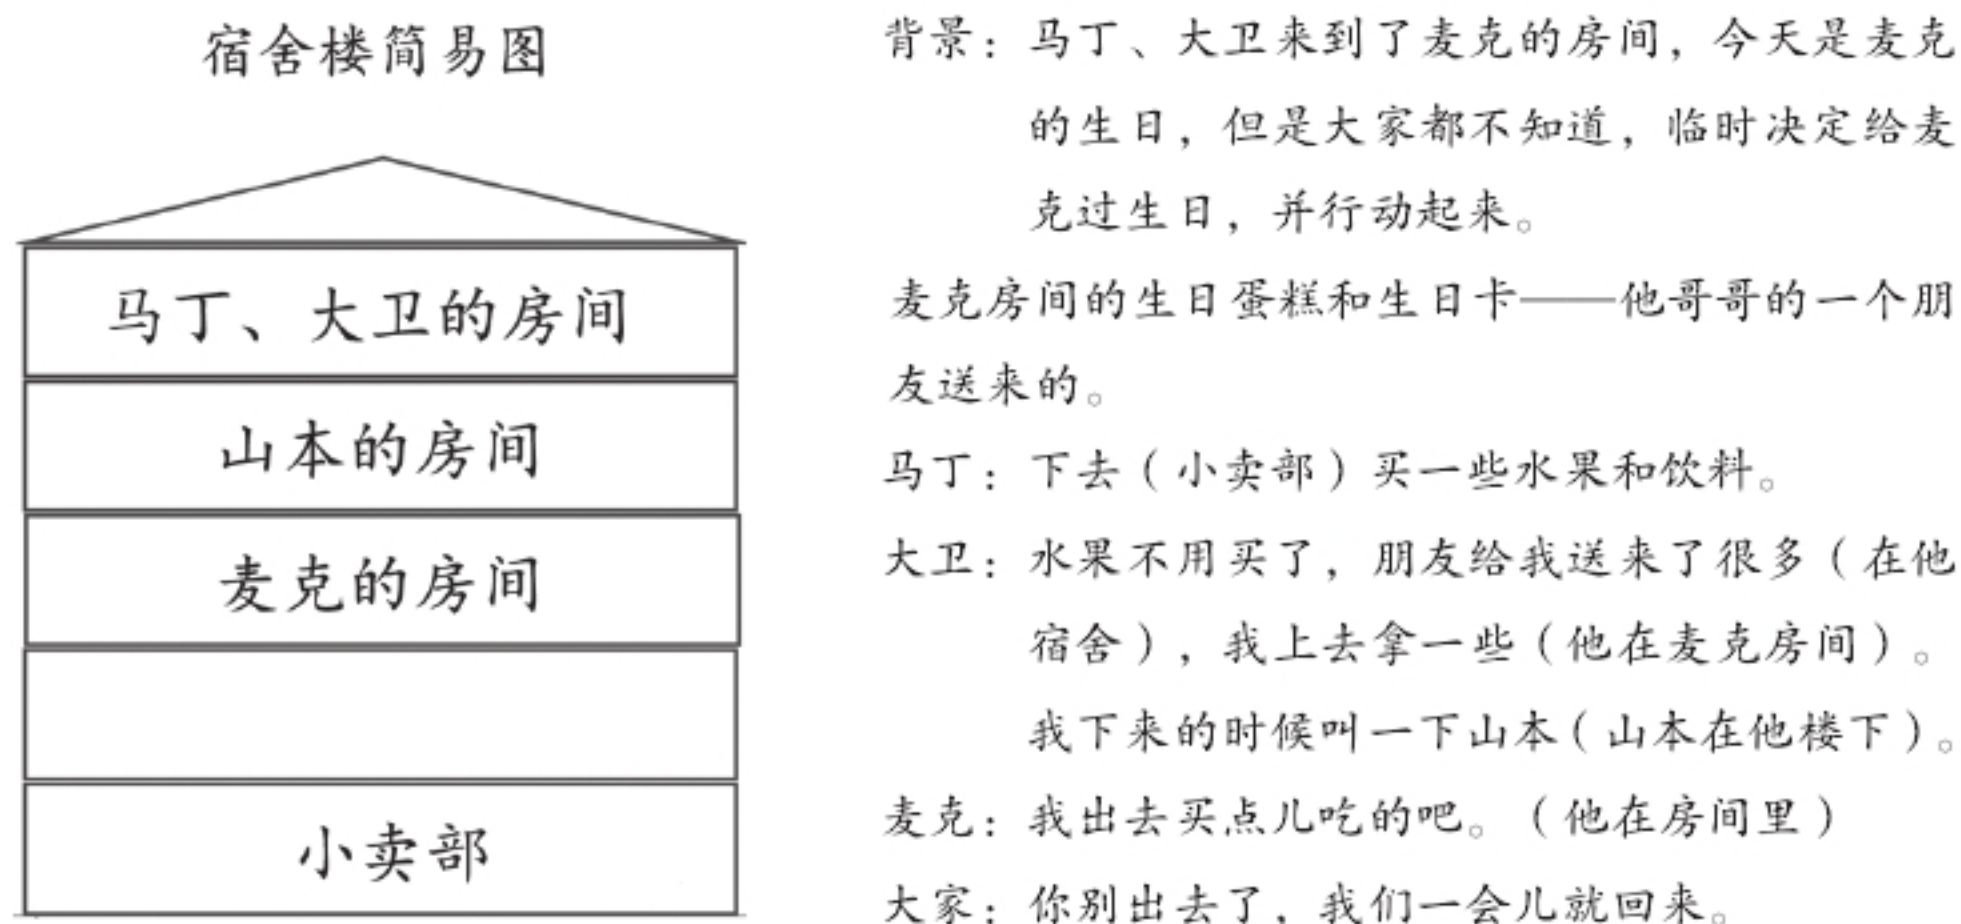 宿舍楼简易图
马丁、大卫的房间
山本的房间
麦克的房间
小卖部
背景：马丁、大卫来到了麦克的房间，今天是麦克
的生日，但是大家都不知道，临时决定给麦
克过生日，并行动起来。
麦克房间的生日蛋糕和生日卡——他哥哥的一个朋
友送来的。
马丁：下去（小卖部）买一些水果和饮料。
大卫：水果不用买了，朋友给我送来了很多（在他
宿舍），我上去拿一些（他在麦克房间）。
我下来的时候叫一下山本（山本在他楼下）。
麦克：我出去买点儿吃的吧。（他在房间里）
大家：你别出去了，我们一会儿就回来。